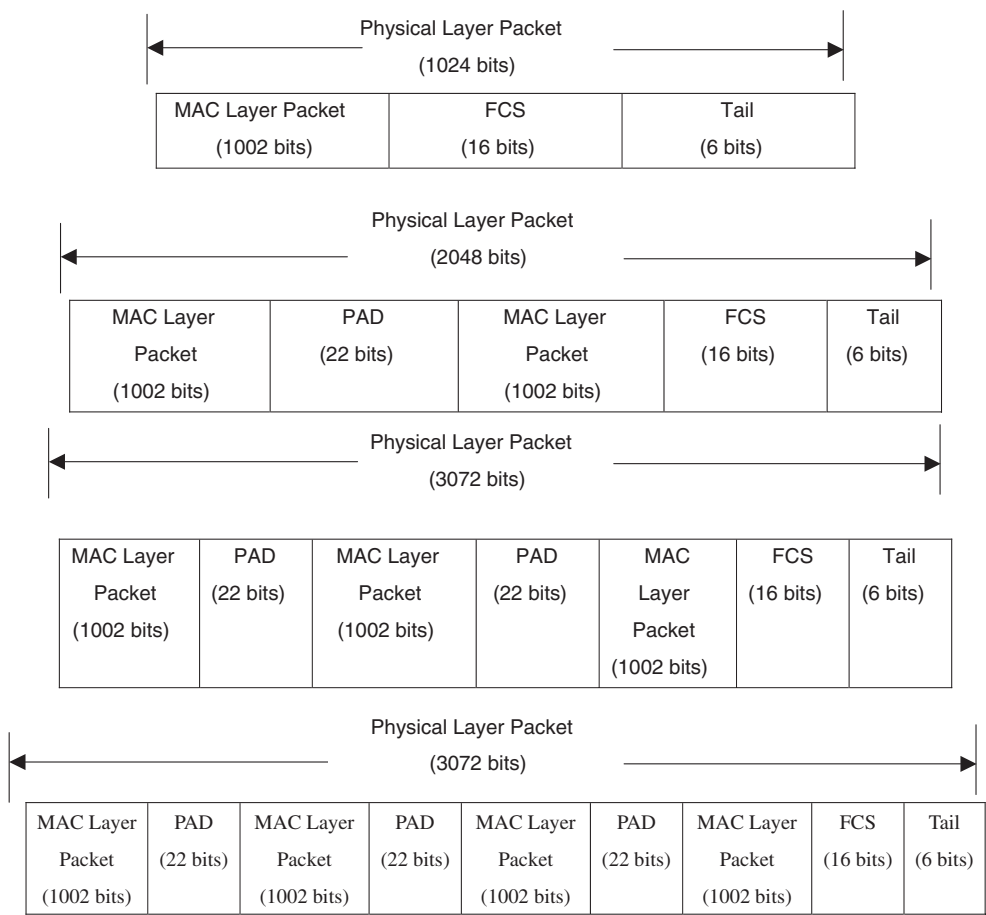 Physical Layer Packet
(1024 bits)
MAC Layer Packet
(1002 bits)
FCS
(16 bits)
Tail
(6 bits)
Physical Layer Packet
(2048 bits)
MAC Layer
Packet
(1002 bits)
PAD
(22 bits)
MAC Layer
Packet
(1002 bits)
FCS
(16 bits)
Tail
(6 bits)
Physical Layer Packet
(3072 bits)
MAC Layer
Packet
(1002 bits)
PAD
(22 bits)
MAC Layer
Packet
(1002 bits)
PAD
(22 bits)
MAC
Layer
Packet
(1002 bits)
FCS
(16 bits)
Tail
(6 bits)
Physical Layer Packet
(3072 bits)
MAC Layer
Packet
(1002 bits)
PAD
(22 bits)
MAC Layer
Packet
(1002 bits)
PAD
(22 bits)
MAC Layer
Packet
(1002 bits)
PAD
(22 bits)
MAC Layer
Packet
(1002 bits)
FCS
(16 bits)
Tail
(6 bits)